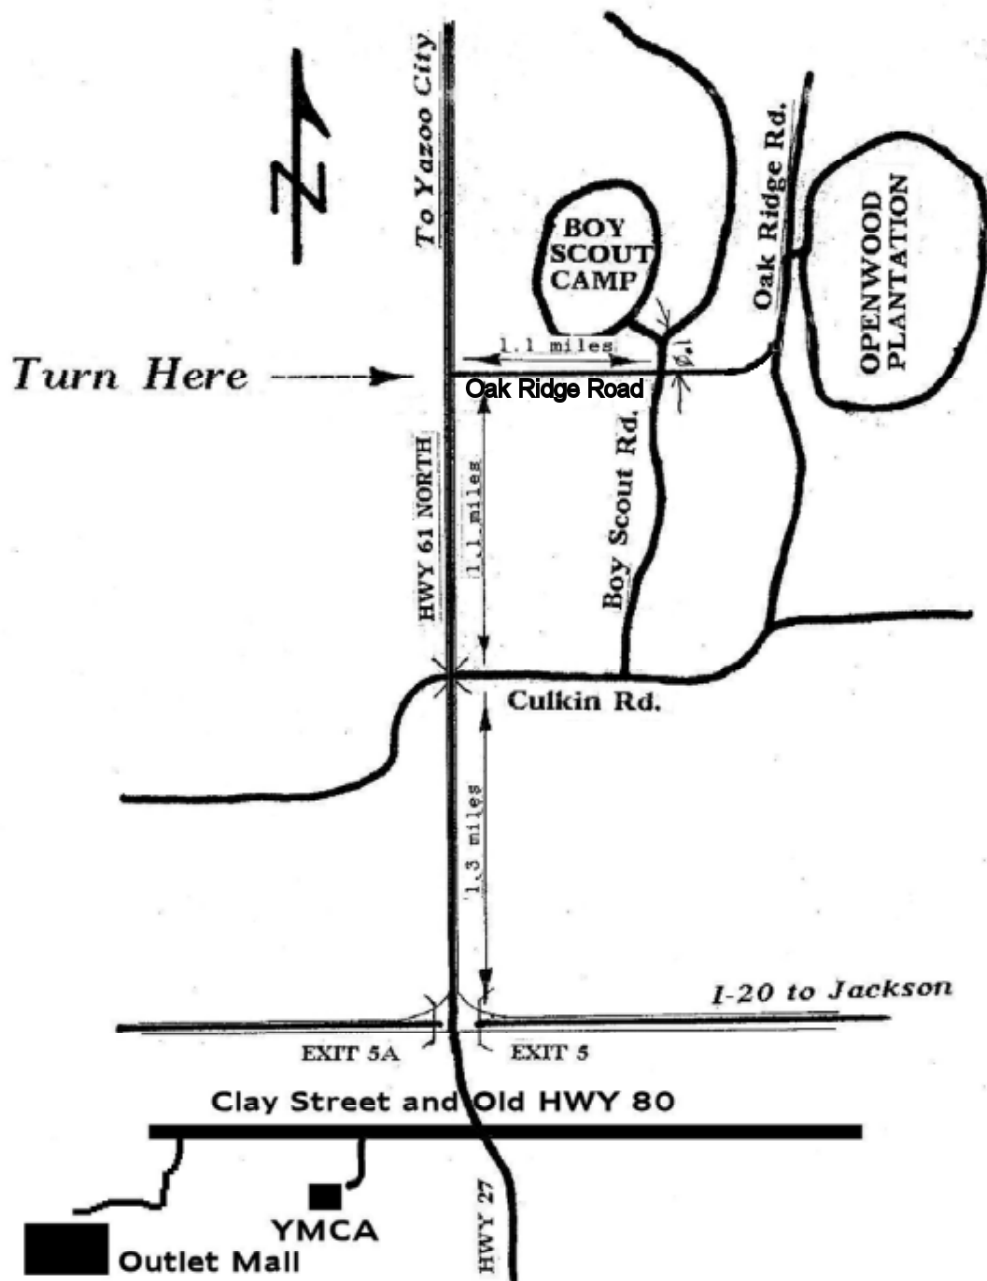 To Yazoo City
N
Oak Ridge Rd.
BOY
SCOUT
CAMP
OPENWOOD
PLANTATION
1.1 miles
0.1
Turn Here
Oak Ridge Road
HWY 61 NORTH
1.1 miles
Boy Scout Rd.
Culkin Rd.
1.3 miles
I-20 to Jackson
EXIT 5A
EXIT 5
Clay Street and Old HWY 80
HWY 27
YMCA
Outlet Mall